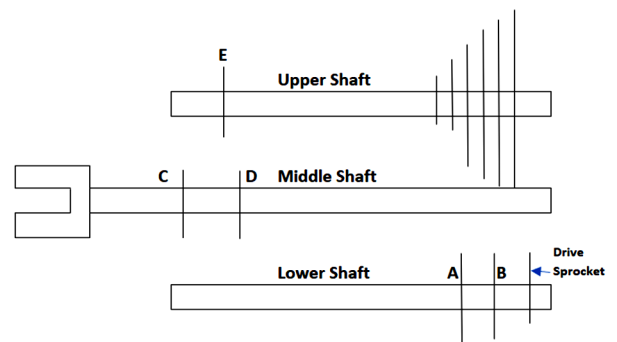 E
Upper Shaft
C
D
Middle Shaft
Drive
Sprocket
Lower Shaft
A
B